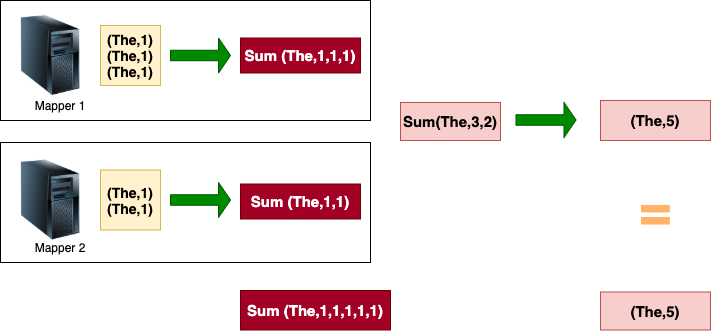 (The,1)
(The,1)
(The,1)
Sum (The,1,1,1)
Mapper 1
Sum(The,3,2)
(The,5)
(The,1)
(The,1)
Sum (The,1,1)
Mapper 2
=
Sum (The,1,1,1,1,1)
(The,5)